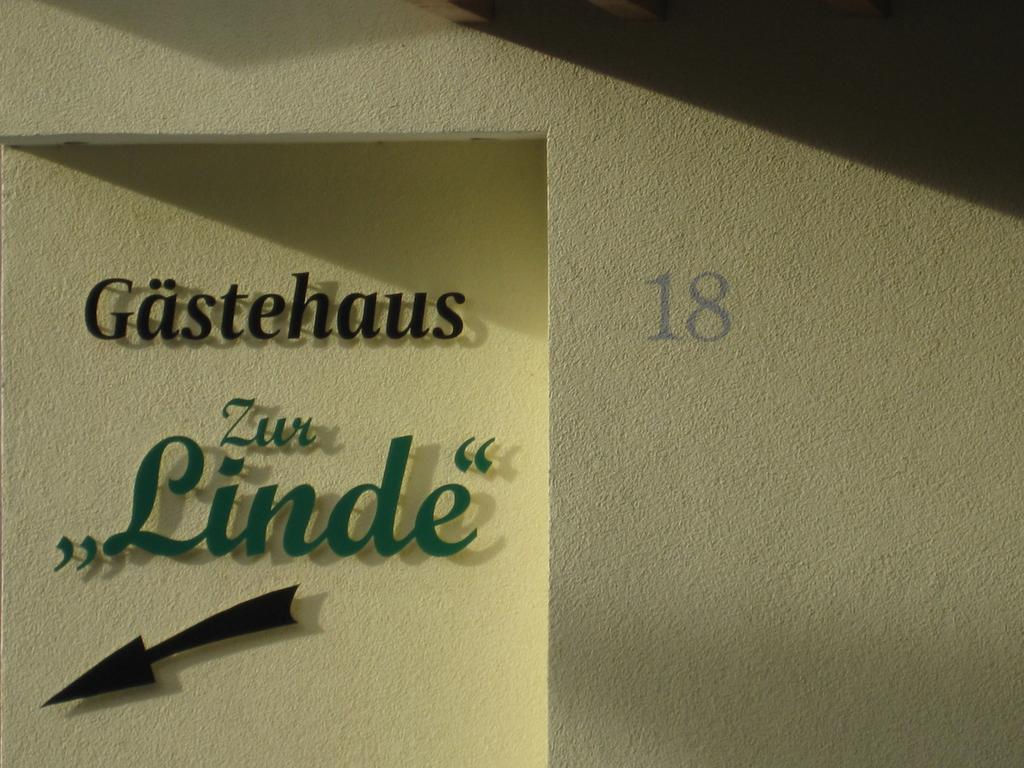 Gästehaus
Zur
„Linde“
18